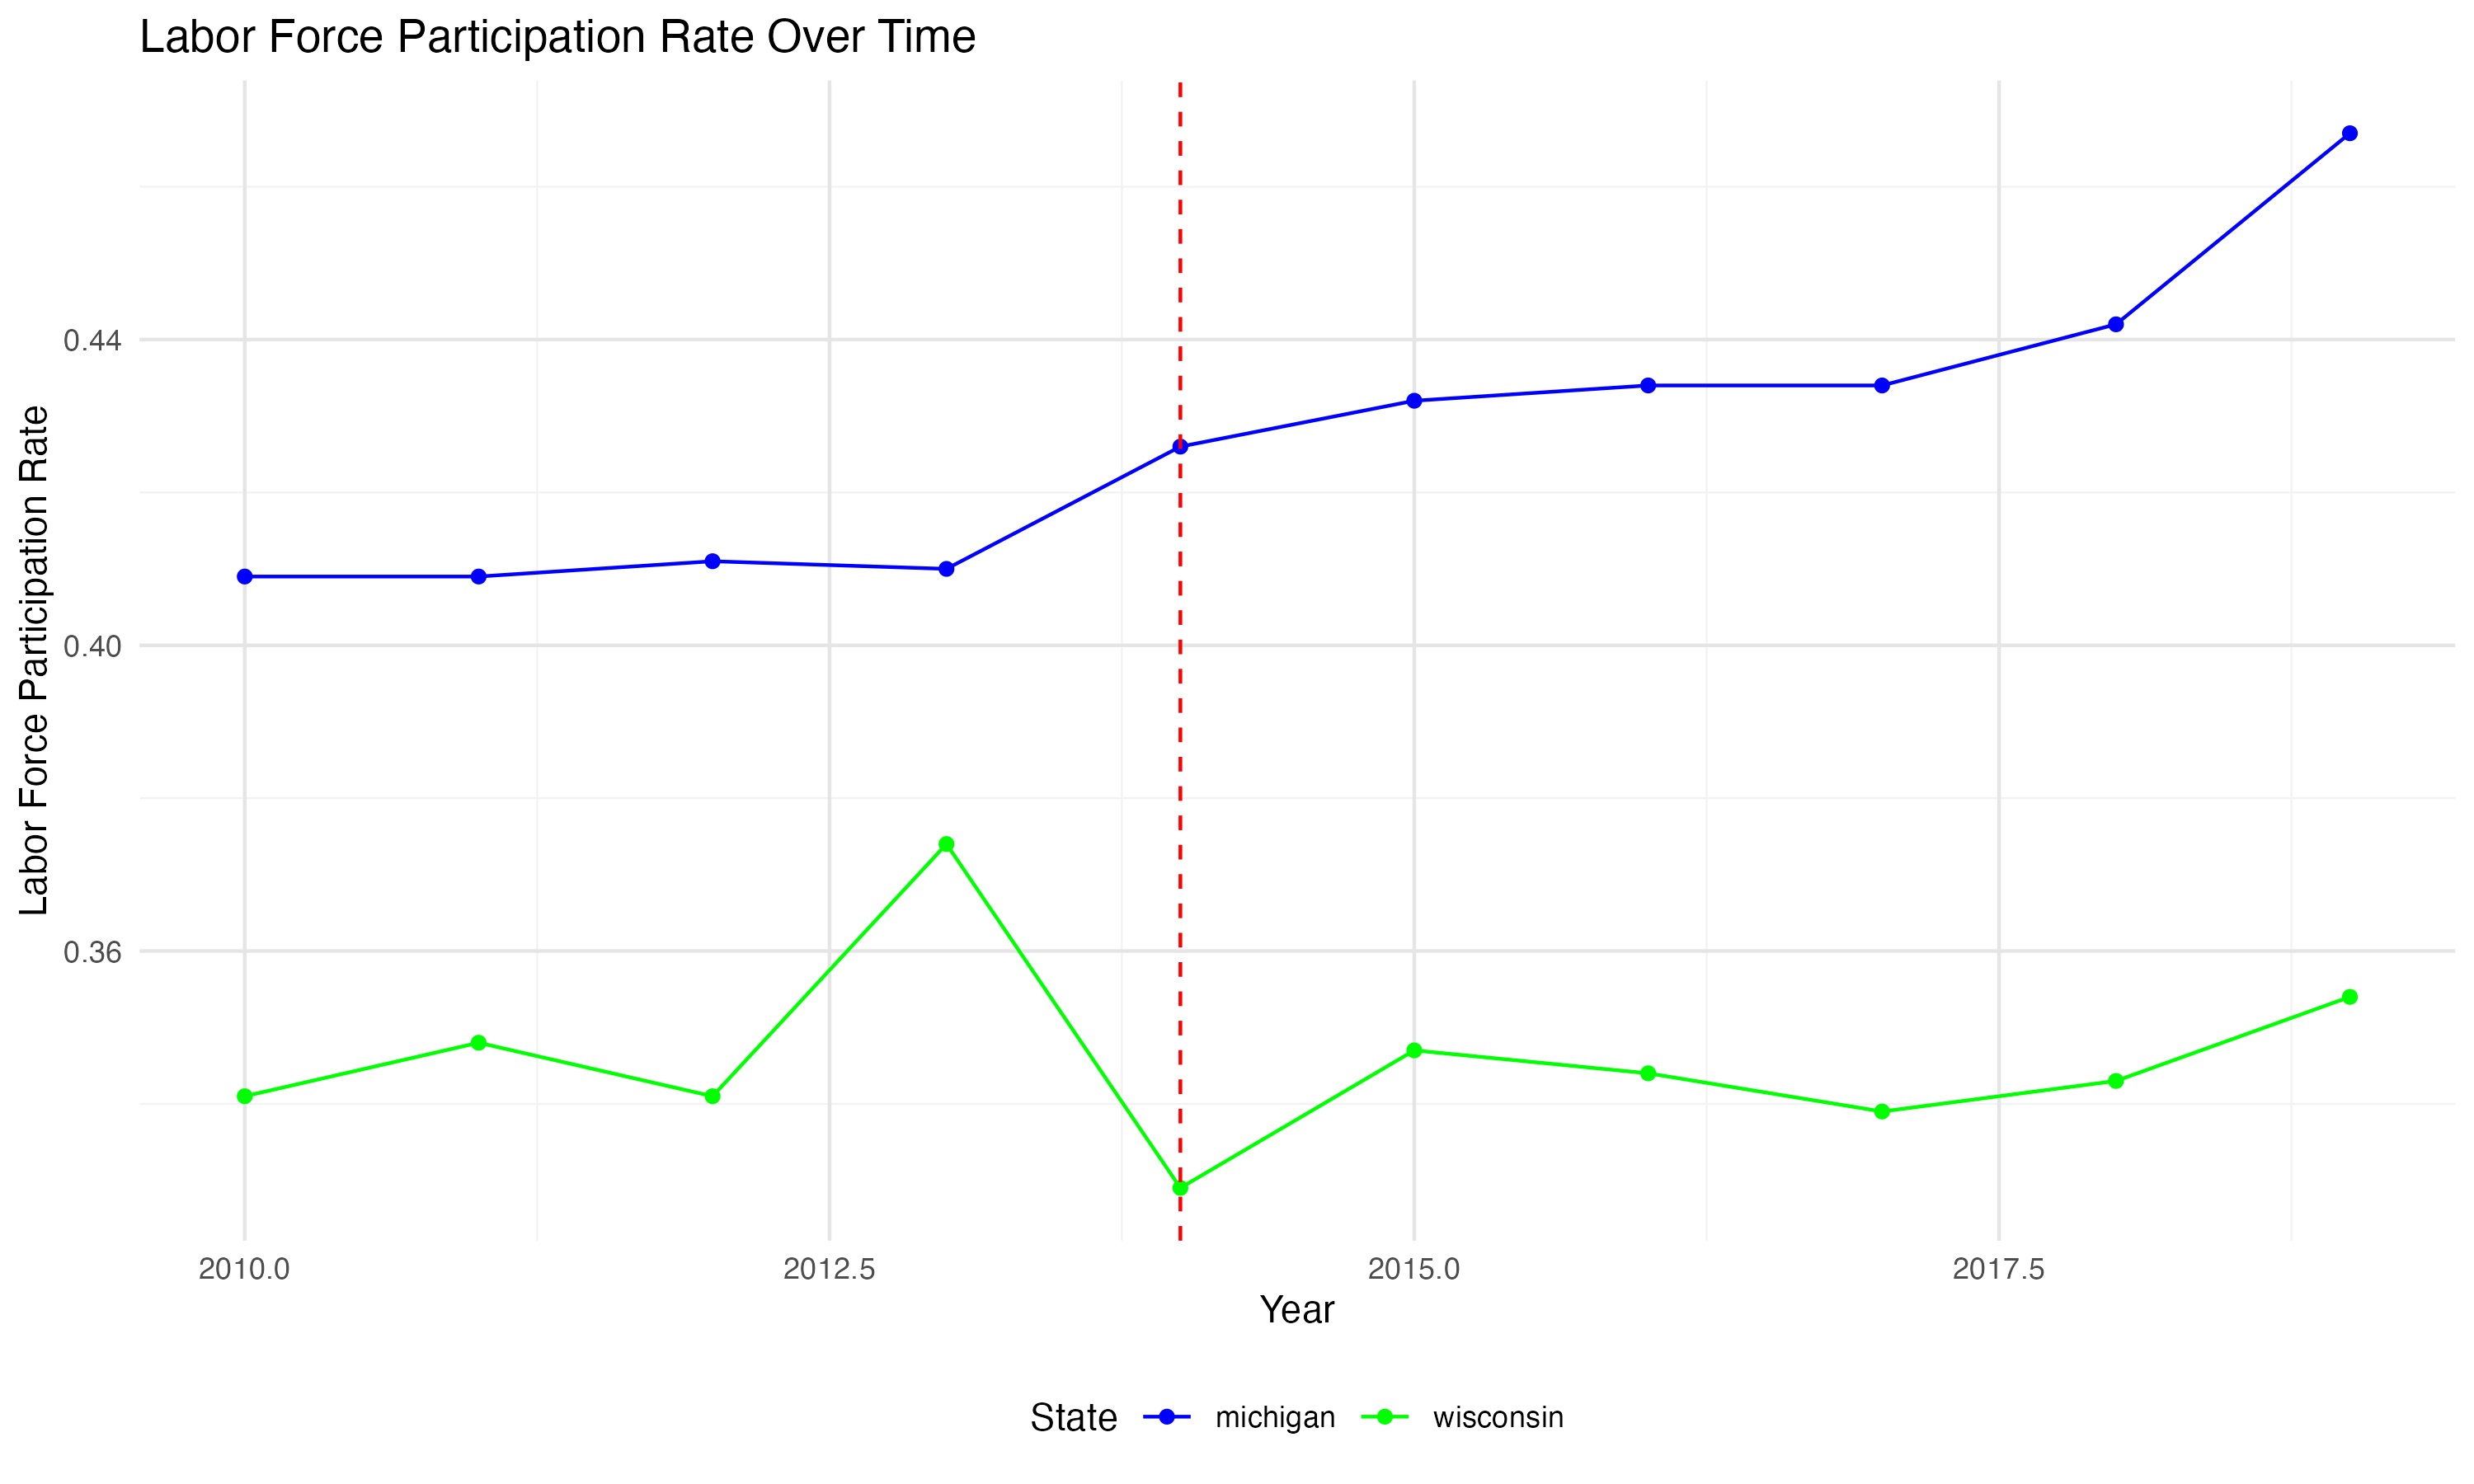 Labor Force Participation Rate Over Time
Labor Force Participation Rate
0.44
0.40
0.36
2010.0 2012.5 2015.0 2017.5
Year
State michigan wisconsin